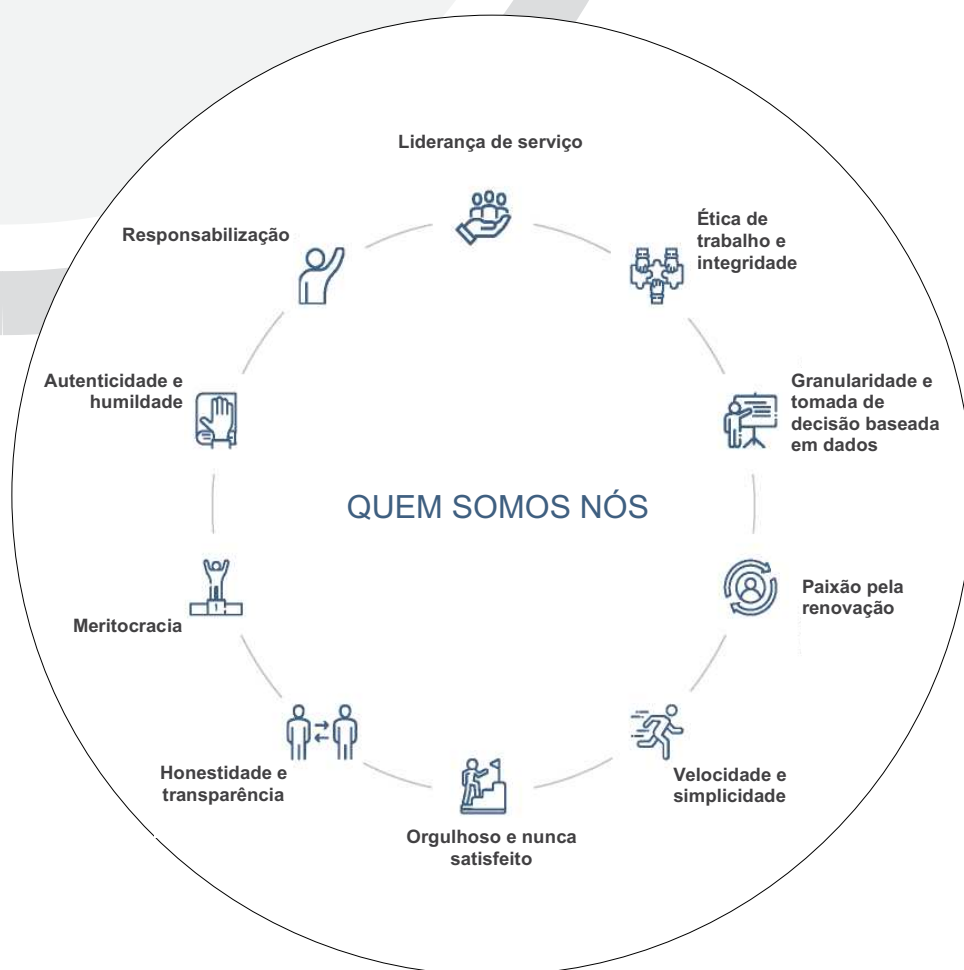 Liderança de serviço
Ética de
trabalho e
integridade
Granularidade e
tomada de
decisão baseada
em dados
Paixão pela
renovação
Velocidade e
simplicidade
Orgulhoso e nunca
satisfeito
Honestidade e
transparência
Meritocracia
Autenticidade e
humildade
Responsabilização
QUEM SOMOS NÓS